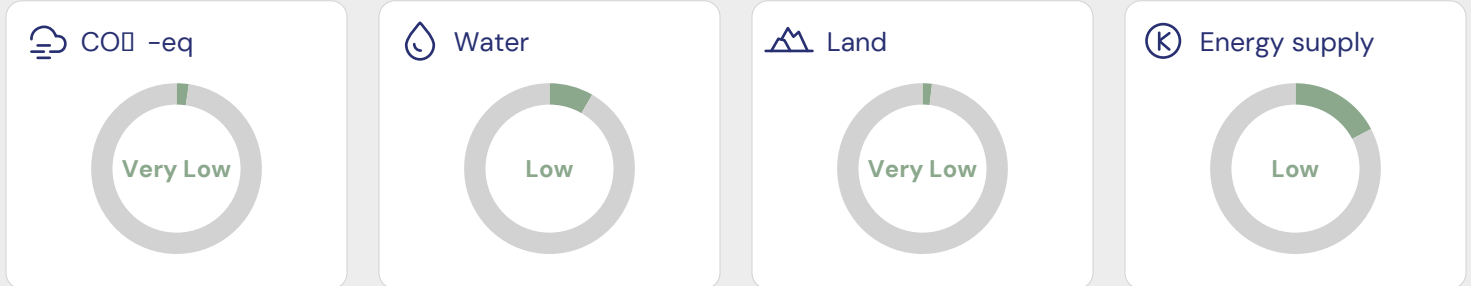 CO▯ -eq
Water
Land
Energy supply
Very Low
Low
Very Low
Low